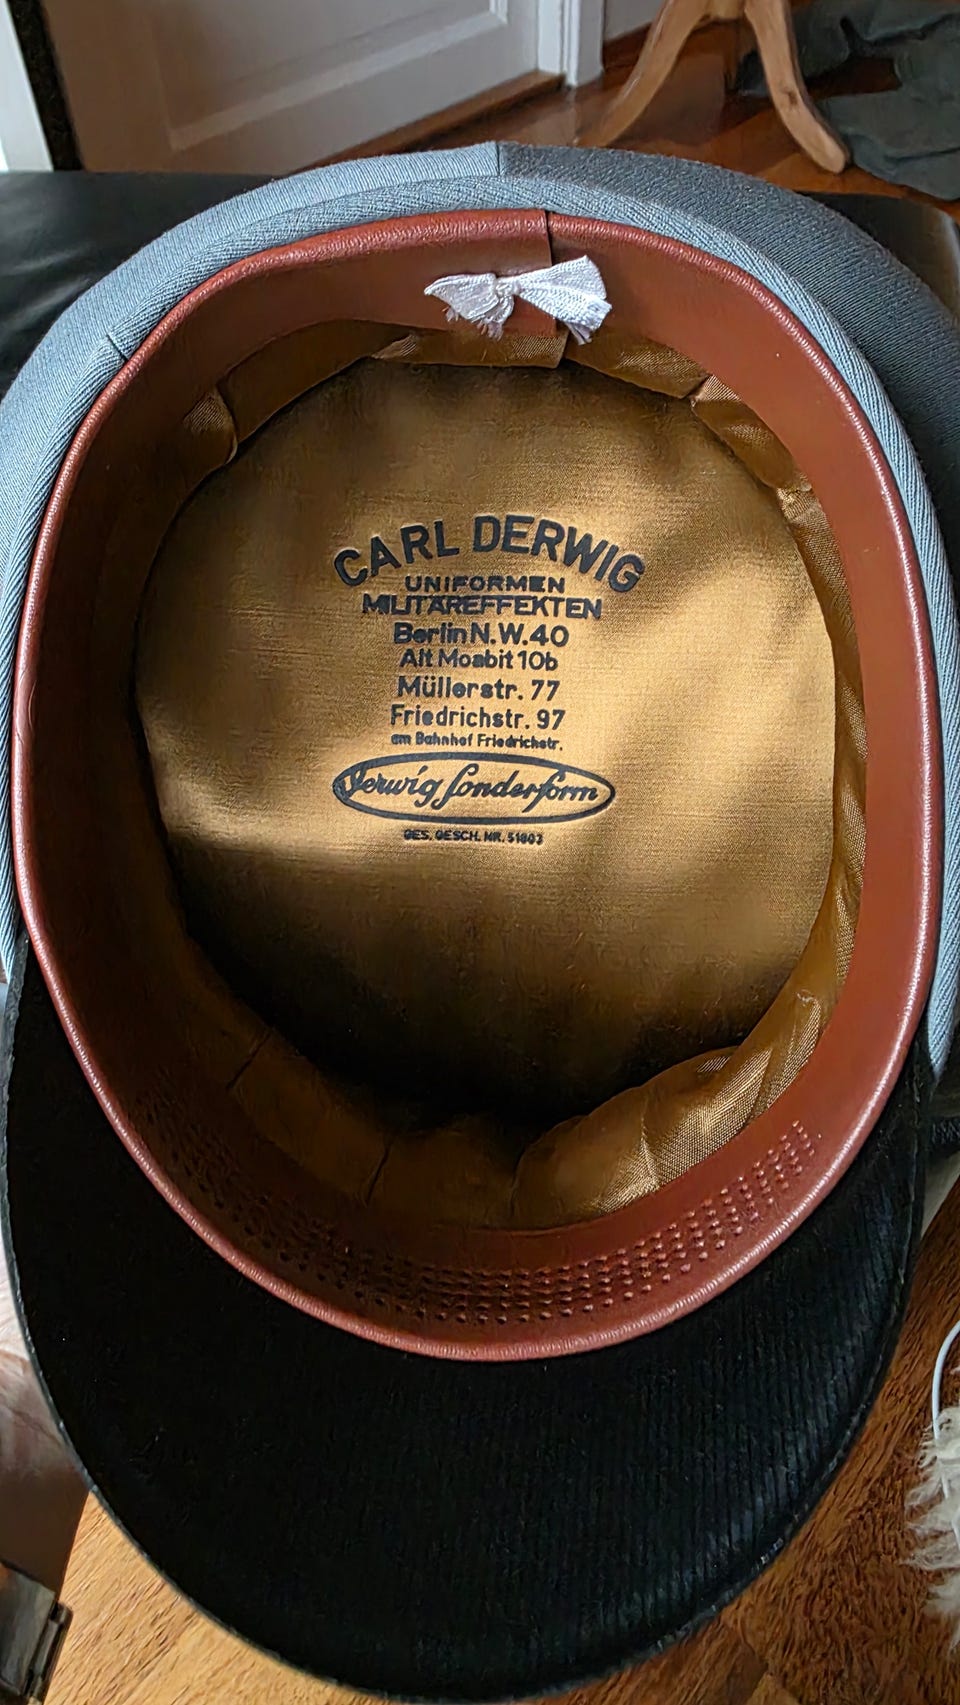 CARL DERWIG
UNIFORMEN
MILITÄREFFEKTEN
Berlin N.W.40
Alt Moabit 10b
Müllerstr. 77
Friedrichstr. 97
am Bahnhof Friedrichstr.
Derwig Sonderform
GES. GESCH. NR. 51803